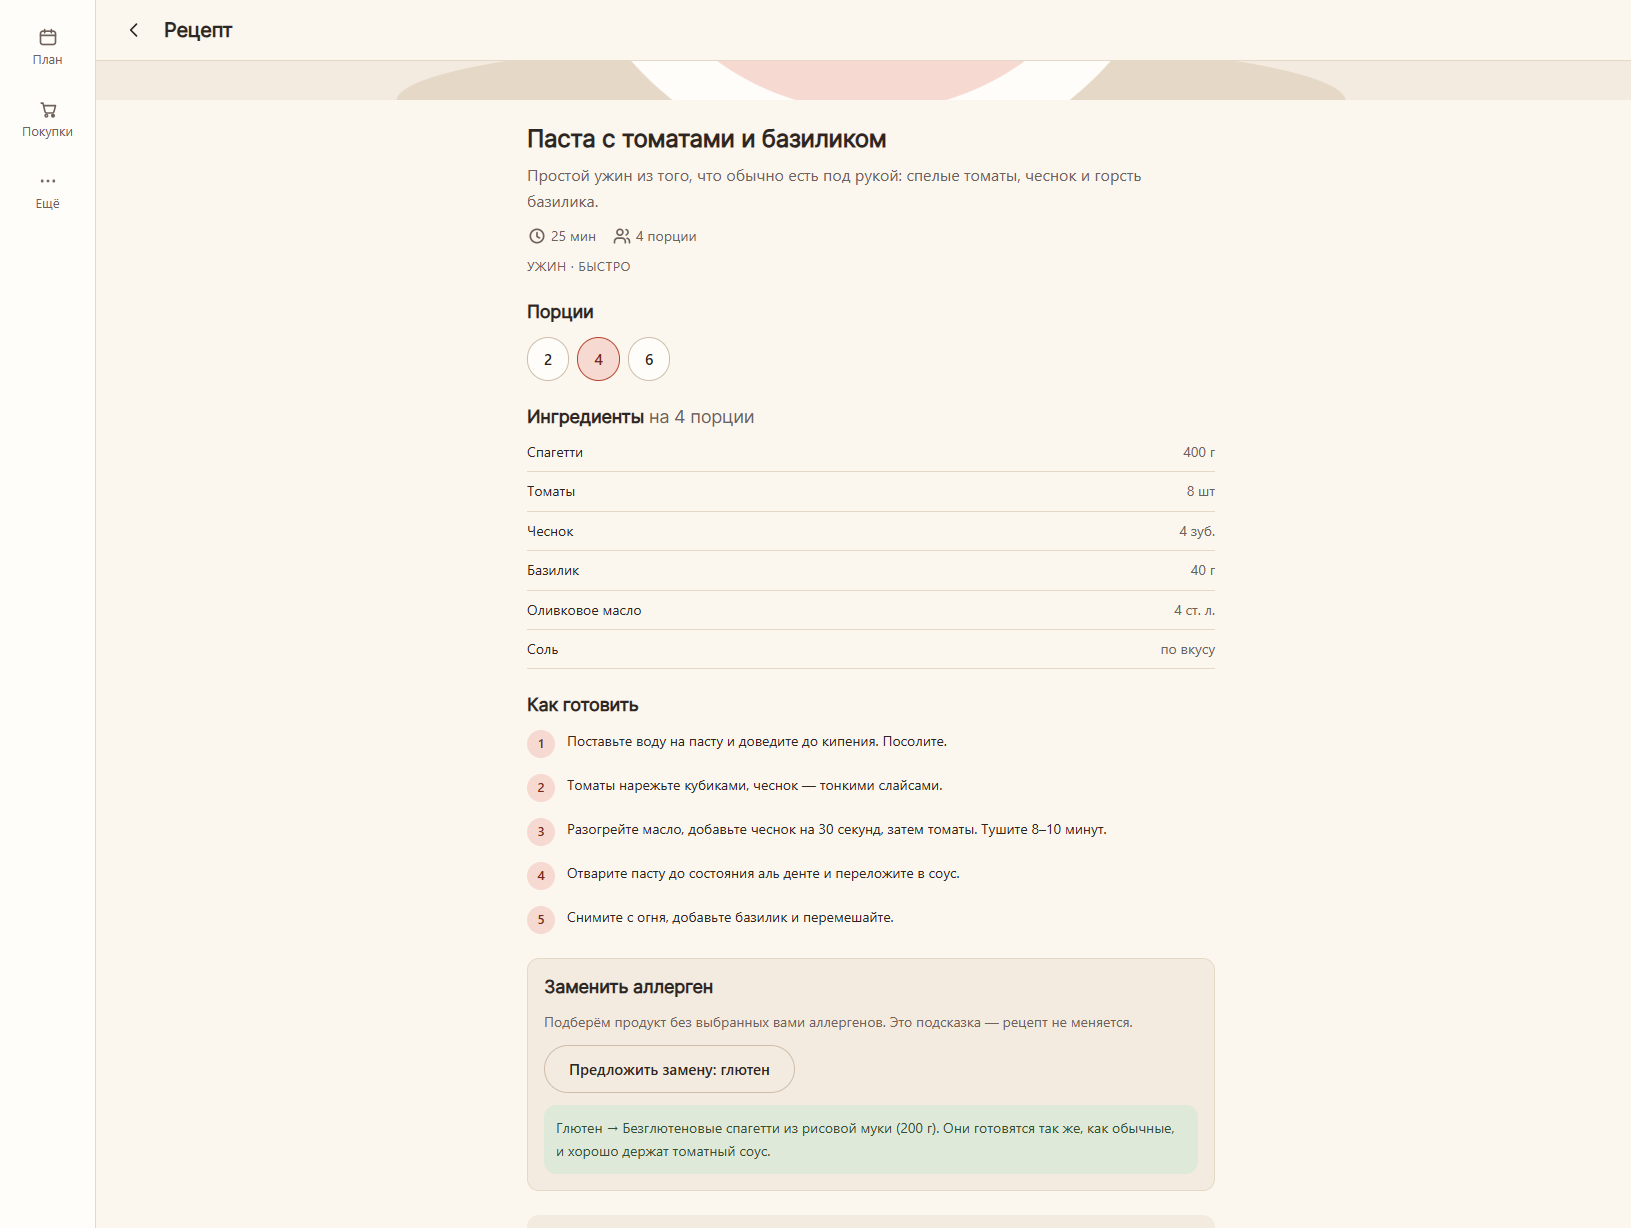 План
Покупки
Ещё
Рецепт
Паста с томатами и базиликом
Простой ужин из того, что обычно есть под рукой: спелые томаты, чеснок и горсть
базилика.
25 мин 4 порции
УЖИН · БЫСТРО
Порции
2 4 6
Ингредиенты на 4 порции
Спагетти 400 г
Томаты 8 шт
Чеснок 4 зуб.
Базилик 40 г
Оливковое масло 4 ст. л.
Соль по вкусу
Как готовить
1 Поставьте воду на пасту и доведите до кипения. Посолите.
2 Томаты нарежьте кубиками, чеснок — тонкими слайсами.
3 Разогрейте масло, добавьте чеснок на 30 секунд, затем томаты. Тушите 8–10 минут.
4 Отварите пасту до состояния аль денте и переложите в соус.
5 Снимите с огня, добавьте базилик и перемешайте.
Заменить аллерген
Подберём продукт без выбранных вами аллергенов. Это подсказка — рецепт не меняется.
Предложить замену: глютен
Глютен → Безглютеновые спагетти из рисовой муки (200 г). Они готовятся так же, как обычные,
и хорошо держат томатный соус.